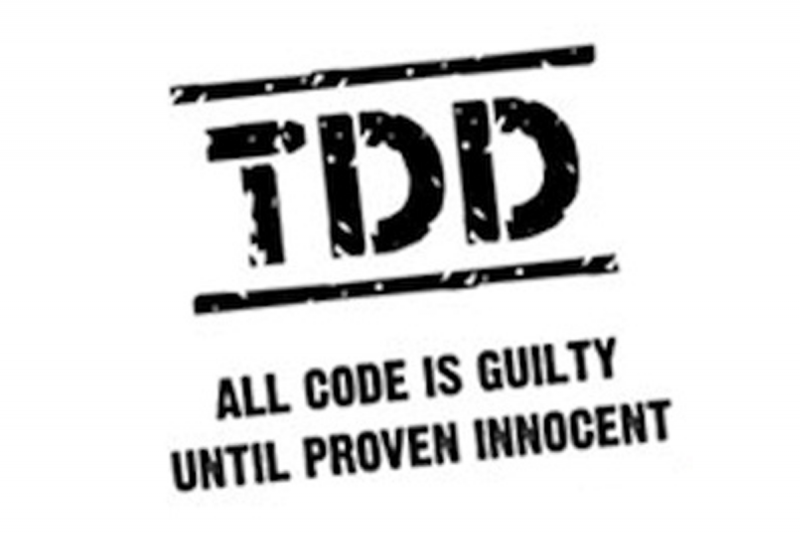 TDD
ALL CODE IS GUILTY
UNTIL PROVEN INNOCENT